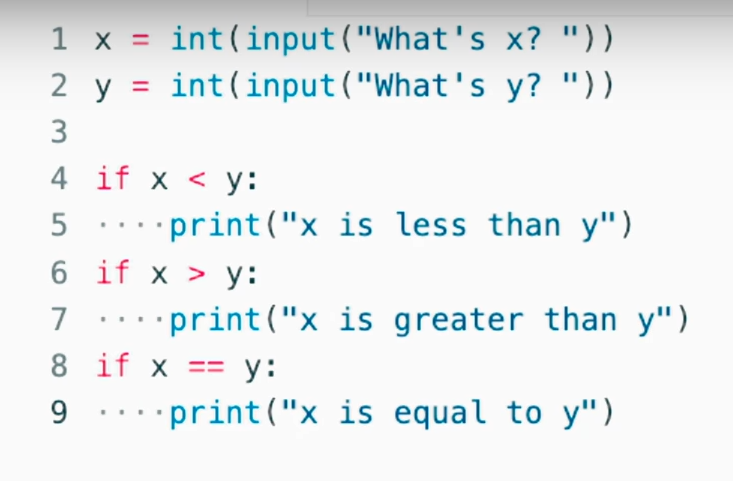 1 x = int(input("What's x? "))
2 y = int(input("What's y? "))
3
4 if x < y:
5 ····print("x is less than y")
6 if x > y:
7 ····print("x is greater than y")
8 if x == y:
9 ····print("x is equal to y")